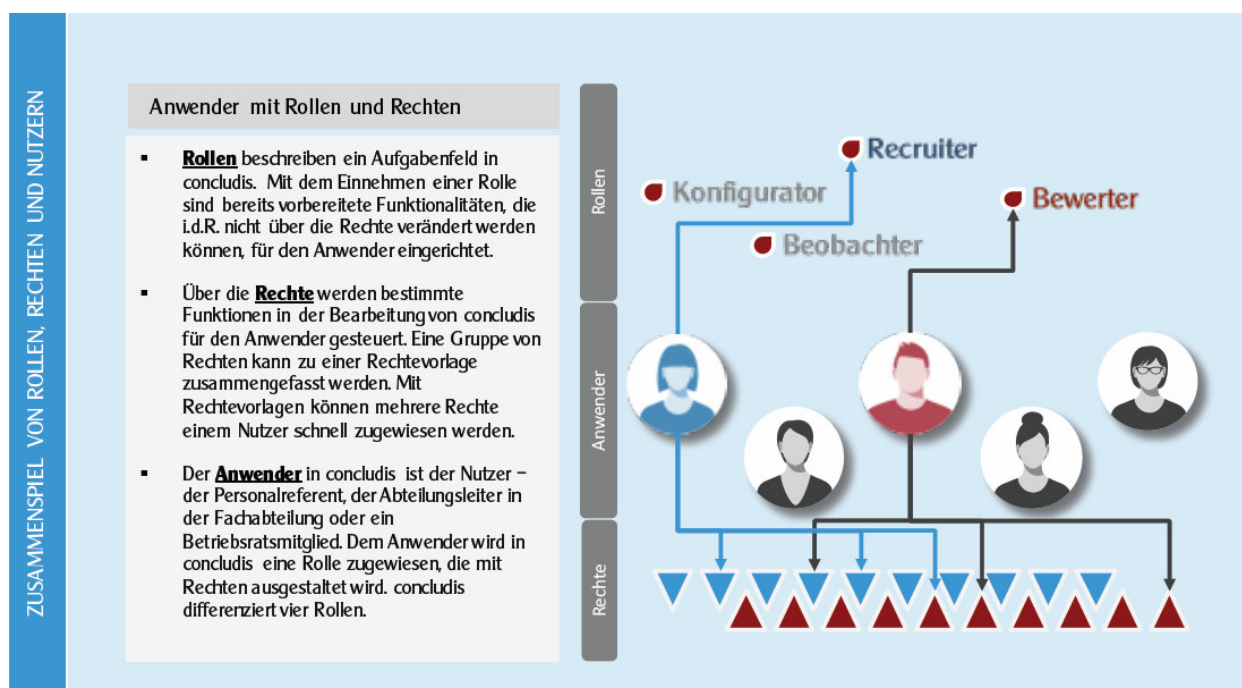 ZUSAMMENSPIEL VON ROLLEN, RECHTEN UND NUTZERN
Anwender mit Rollen und Rechten
▪ Rollen beschreiben ein Aufgabenfeld in
concludis. Mit dem Einnehmen einer Rolle
sind bereits vorbereitete Funktionalitäten, die
i.d.R. nicht über die Rechte verändert werden
können, für den Anwender eingerichtet.
▪ Über die Rechte werden bestimmte
Funktionen in der Bearbeitung von concludis
für den Anwender gesteuert. Eine Gruppe von
Rechten kann zu einer Rechtevorlage
zusammengefasst werden. Mit
Rechtevorlagen können mehrere Rechte
einem Nutzer schnell zugewiesen werden.
▪ Der Anwender in concludis ist der Nutzer –
der Personalreferent, der Abteilungsleiter in
der Fachabteilung oder ein
Betriebsratsmitglied. Dem Anwender wird in
concludis eine Rolle zugewiesen, die mit
Rechten ausgestaltet wird. concludis
differenziert vier Rollen.
Rollen
Anwender
Rechte
Recruiter
Konfigurator
Bewerter
Beobachter